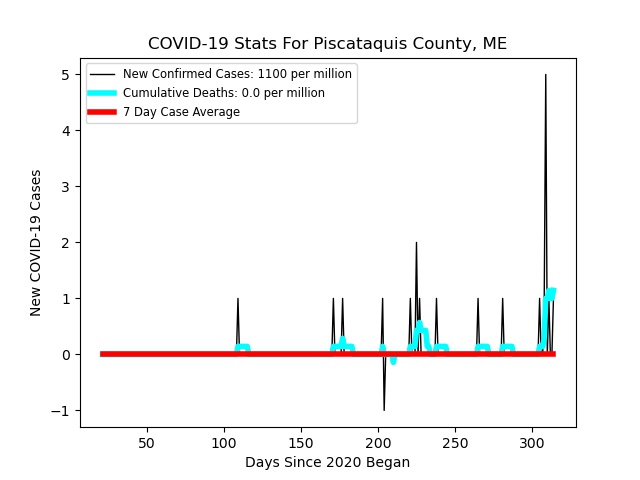 COVID-19 Stats For Piscataquis County, ME
New Confirmed Cases: 1100 per million
Cumulative Deaths: 0.0 per million
7 Day Case Average
5
4
3
2
1
0
−1
New COVID-19 Cases
50 100 150 200 250 300
Days Since 2020 Began